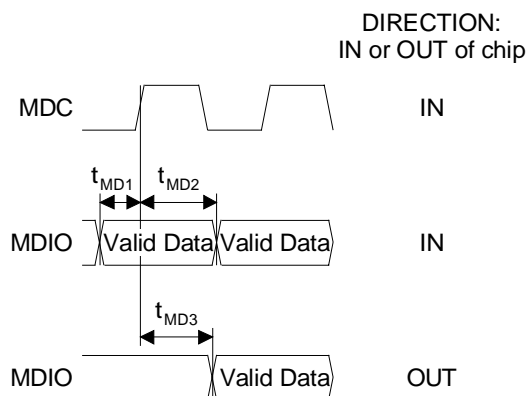 DIRECTION:
IN or OUT of chip
MDC IN
tMD1 tMD2
MDIO Valid Data Valid Data IN
tMD3
MDIO Valid Data OUT